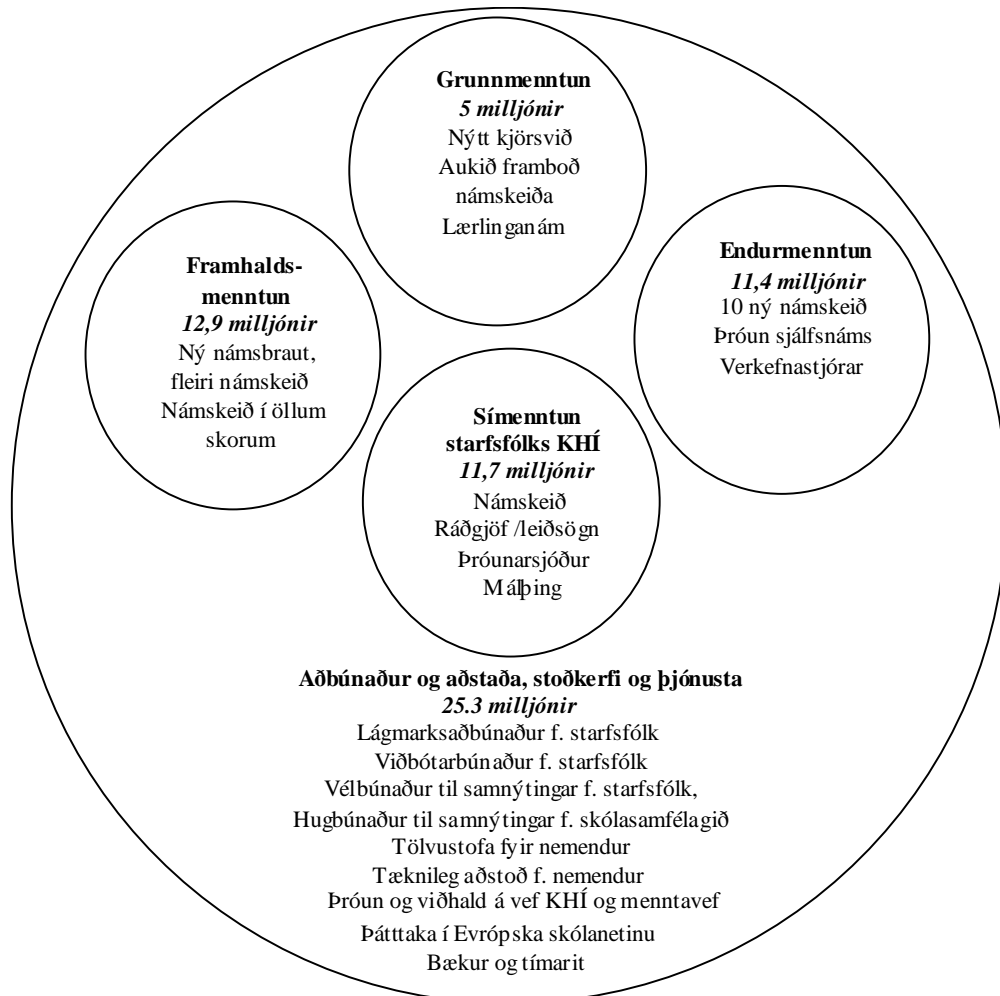 Grunnmenntun
5 milljónir
Nýtt kjörsvið
Aukið framboð
námskeiða
Lærlinganám
Framhalds-
menntun
12,9 milljónir
Ný námsbraut,
fleiri námskeið
Námskeið í öllum
skorum
Endurmenntun
11,4 milljónir
10 ný námskeið
Þróun sjálfsnáms
Verkefnastjórar
Símenntun
starfsfólks KHÍ
11,7 milljónir
Námskeið
Ráðgjöf /leiðsögn
Þróunarsjóður
Málþing
Aðbúnaður og aðstaða, stoðkerfi og þjónusta
25.3 milljónir
Lágmarksaðbúnaður f. starfsfólk
Viðbótarbúnaður f. starfsfólk
Vélbúnaður til samnýtingar f. starfsfólk,
Hugbúnaður til samnýtingar f. skólasamfélagið
Tölvustofa fyir nemendur
Tæknileg aðstoð f. nemendur
Þróun og viðhald á vef KHÍ og menntavef
Þátttaka í Evrópska skólanetinu
Bækur og tímarit